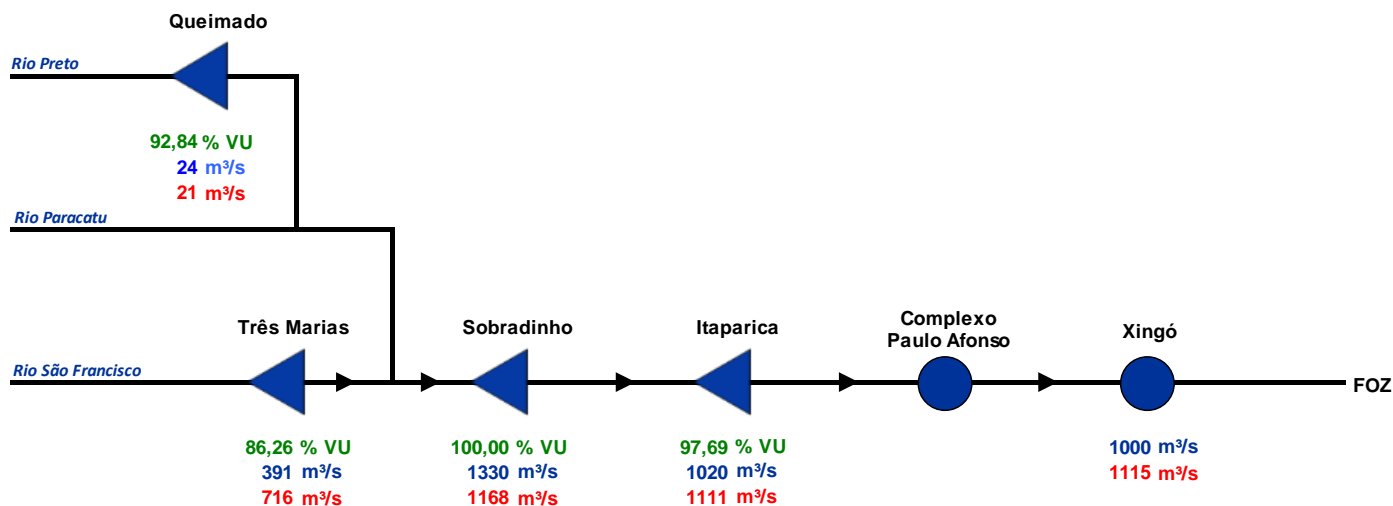 Queimado
Rio Preto
92,84 % VU
24 m³/s
21 m³/s
Rio Paracatu
Três Marias
Sobradinho
Itaparica
Complexo
Paulo Afonso
Xingó
Rio São Francisco
FOZ
86,26 % VU
391 m³/s
716 m³/s
100,00 % VU
1330 m³/s
1168 m³/s
97,69 % VU
1020 m³/s
1111 m³/s
1000 m³/s
1115 m³/s